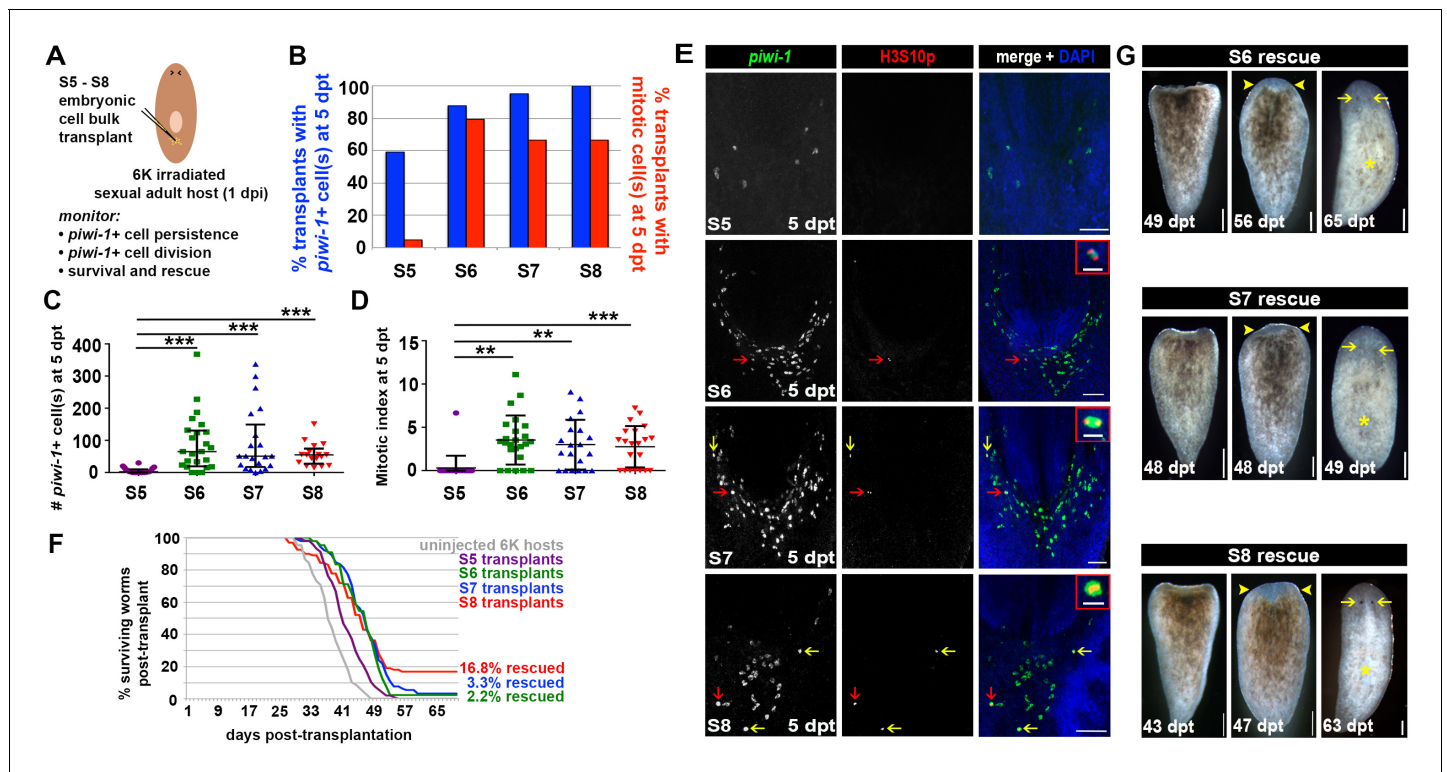 A
S5 - S8
embryonic
cell bulk
transplant
6K irradiated
sexual adult host (1 dpi)
monitor:
• piwi-1+ cell persistence
• piwi-1+ cell division
• survival and rescue
B
% transplants with
piwi-1+ cell(s) at 5 dpt
100
80
60
40
20
0
S5 S6 S7 S8
% transplants with
mitotic cell(s) at 5 dpt
C
# piwi-1+ cell(s) at 5 dpt
400
300
200
100
0
***
***
***
S5 S6 S7 S8
D
Mitotic index at 5 dpt
15
10
5
0
***
**
**
S5 S6 S7 S8
F
% surviving worms
post-transplant
100
80
60
40
20
0
1 9 17 25 33 41 49 57 65
days post-transplantation
uninjected 6K hosts
S5 transplants
S6 transplants
S7 transplants
S8 transplants
16.8% rescued
3.3% rescued
2.2% rescued
E
piwi-1 H3S10p merge + DAPI
S5 5 dpt
S6 5 dpt
S7 5 dpt
S8 5 dpt
G
S6 rescue
49 dpt 56 dpt 65 dpt
*
S7 rescue
48 dpt 48 dpt 49 dpt
*
S8 rescue
43 dpt 47 dpt 63 dpt
*